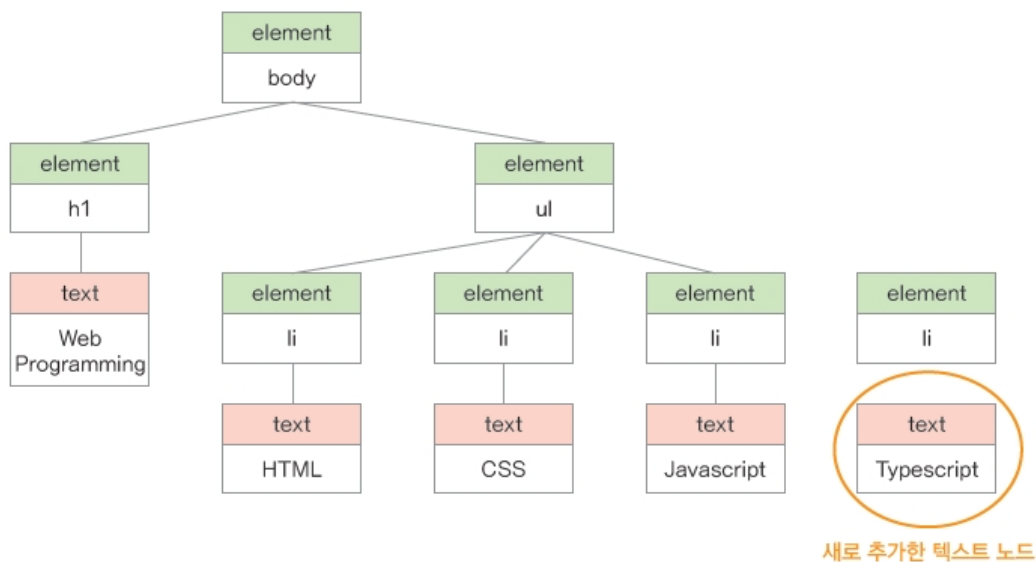 element
body
element
h1
element
ul
text
Web
Programming
element
li
element
li
element
li
element
li
text
HTML
text
CSS
text
Javascript
text
Typescript
새로 추가한 텍스트 노드